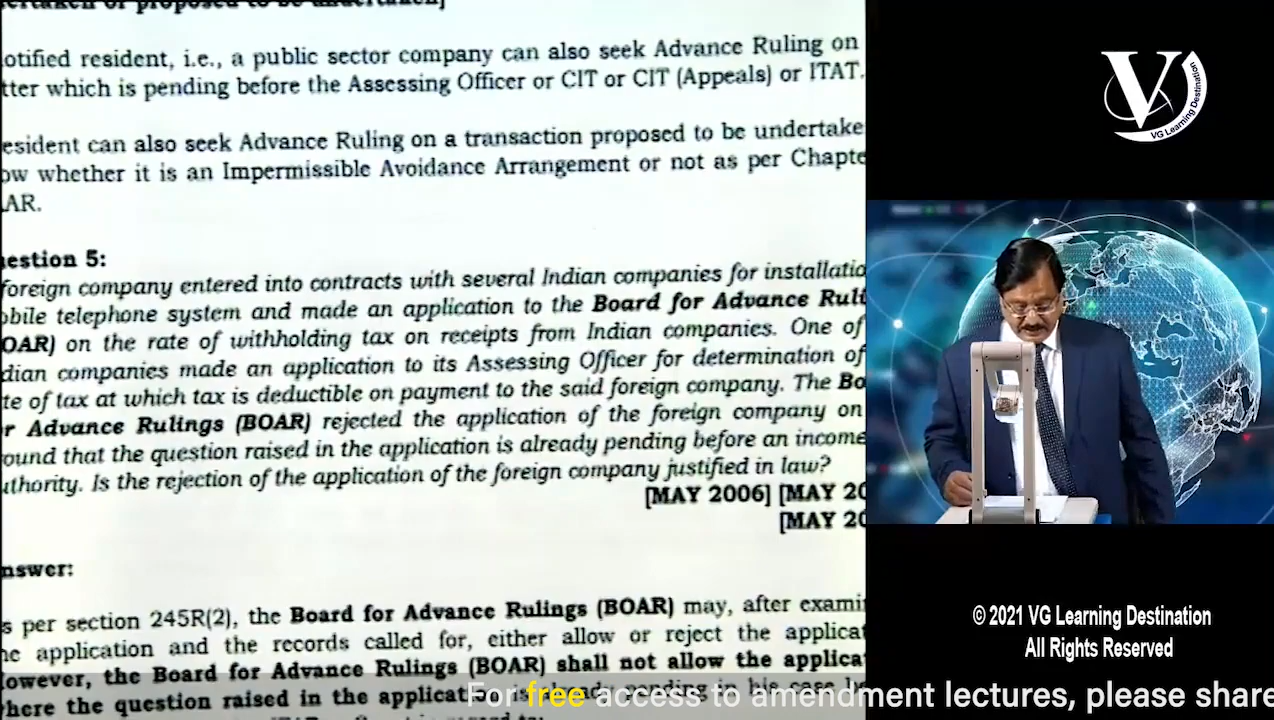 otified resident, i.e., a public sector company can also seek Advance Ruling on
tter which is pending before the Assessing Officer or CIT or CIT (Appeals) or ITAT.
esident can also seek Advance Ruling on a transaction proposed to be undertake
ow whether it is an Impermissible Avoidance Arrangement or not as per Chapte
AR.
estion 5:
foreign company entered into contracts with several Indian companies for installatio
obile telephone system and made an application to the Board for Advance Ruli
OAR) on the rate of withholding tax on receipts from Indian companies. One of
dian companies made an application to its Assessing Officer for determination of
te of tax at which tax is deductible on payment to the said foreign company. The Bo
r Advance Rulings (BOAR) rejected the application of the foreign company on
ound that the question raised in the application is already pending before an income
uthority. Is the rejection of the application of the foreign company justified in law?
[MAY 2006] [MAY 20
[MAY 20
nswer:
s per section 245R(2), the Board for Advance Rulings (BOAR) may, after exami
he application and the records called for, either allow or reject the applicat
owever, the Board for Advance Rulings (BOAR) shall not allow the applica
where the question raised in the application is already pending in his case
For free access to amendment lectures, please share
V
VG Learning Destination
© 2021 VG Learning Destination
All Rights Reserved